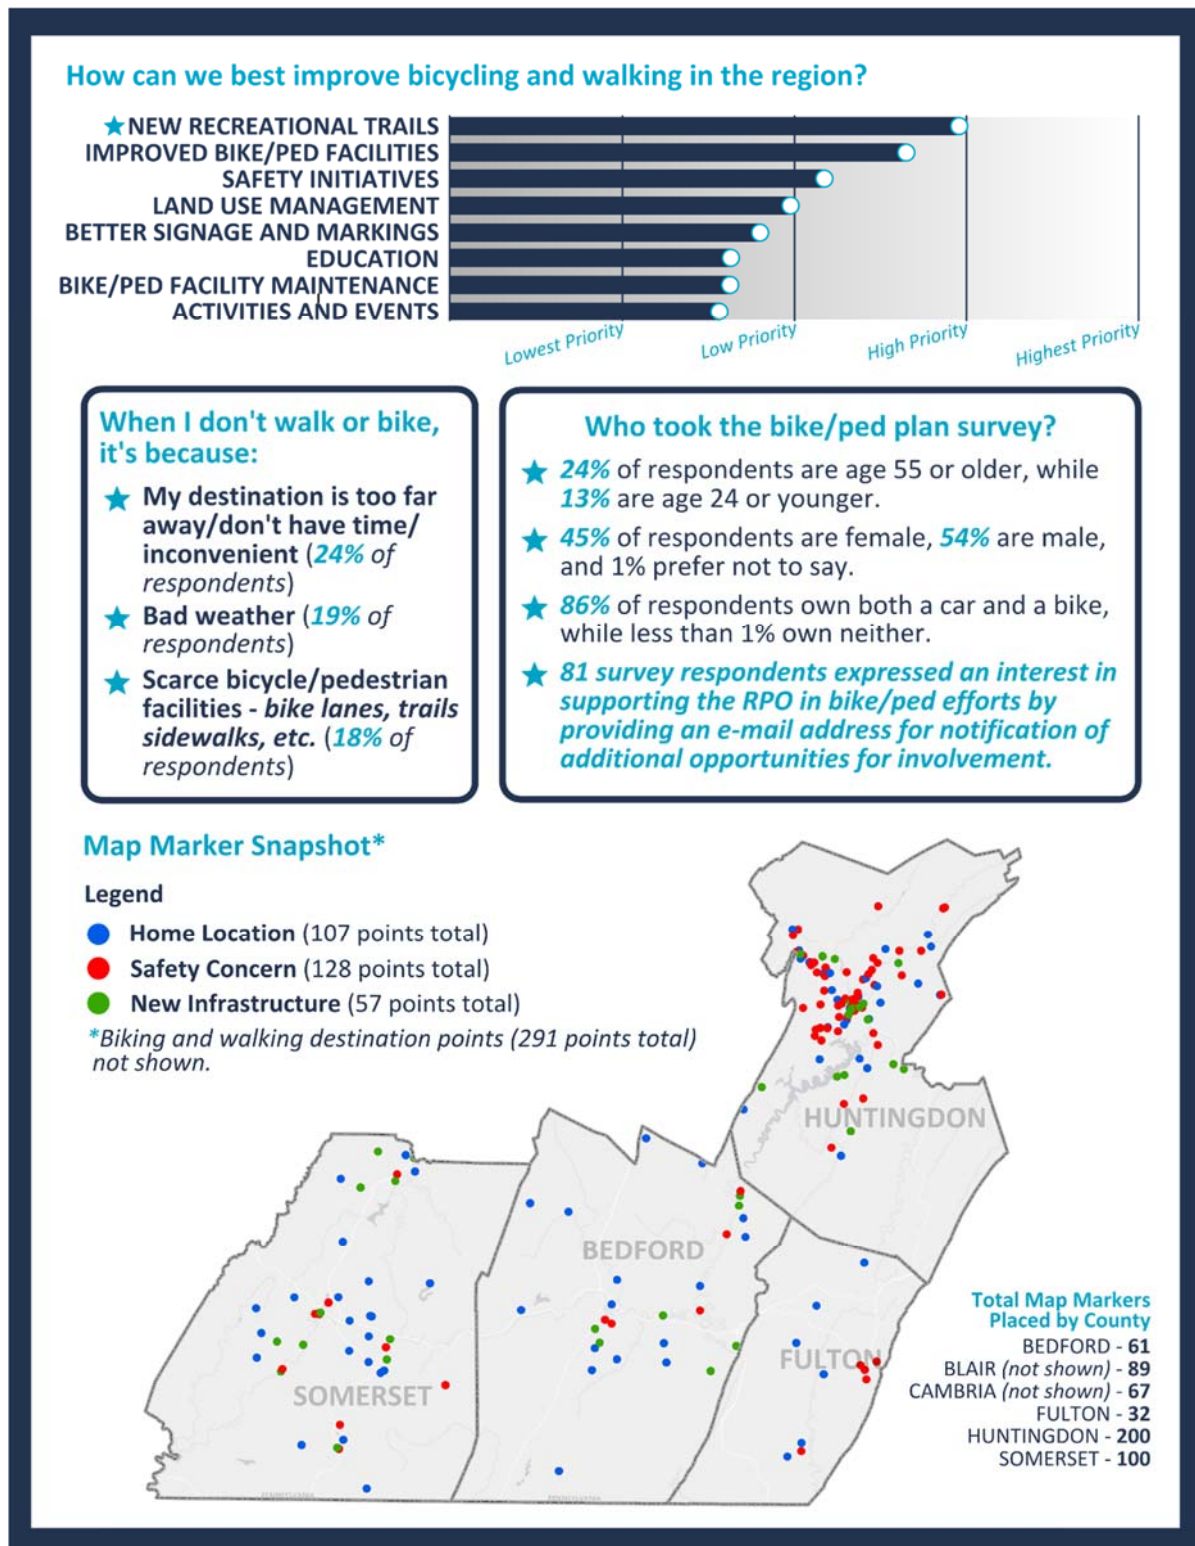 How can we best improve bicycling and walking in the region?
NEW RECREATIONAL TRAILS
IMPROVED BIKE/PED FACILITIES
SAFETY INITIATIVES
LAND USE MANAGEMENT
BETTER SIGNAGE AND MARKINGS
EDUCATION
BIKE/PED FACILITY MAINTENANCE
ACTIVITIES AND EVENTS
Lowest Priority
Low Priority
High Priority
Highest Priority
When I don't walk or bike,
it's because:
My destination is too far
away/don't have time/
inconvenient (24% of
respondents)
Bad weather (19% of
respondents)
Scarce bicycle/pedestrian
facilities - bike lanes, trails
sidewalks, etc. (18% of
respondents)
Who took the bike/ped plan survey?
24% of respondents are age 55 or older, while
13% are age 24 or younger.
45% of respondents are female, 54% are male,
and 1% prefer not to say.
86% of respondents own both a car and a bike,
while less than 1% own neither.
81 survey respondents expressed an interest in
supporting the RPO in bike/ped efforts by
providing an e-mail address for notification of
additional opportunities for involvement.
Map Marker Snapshot*
Legend
Home Location (107 points total)
Safety Concern (128 points total)
New Infrastructure (57 points total)
*Biking and walking destination points (291 points total)
not shown.
HUNTINGDON
BEDFORD
FULTON
SOMERSET
Total Map Markers
Placed by County
BEDFORD - 61
BLAIR (not shown) - 89
CAMBRIA (not shown) - 67
FULTON - 32
HUNTINGDON - 200
SOMERSET - 100